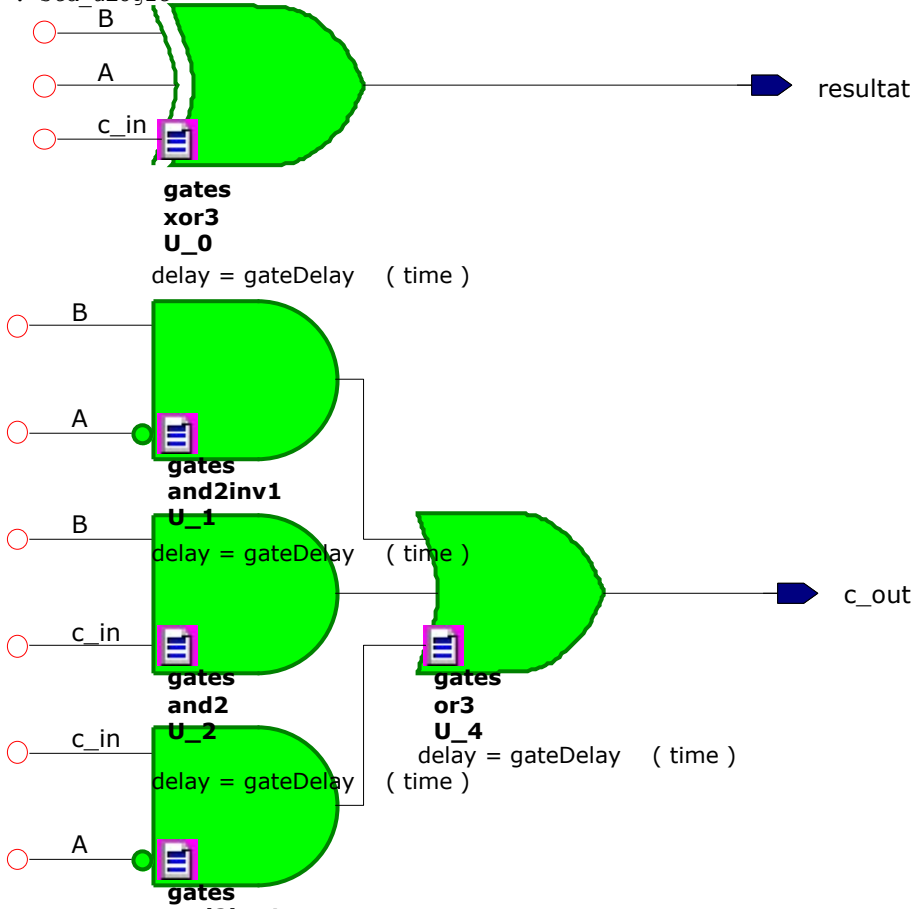 B
A
c_in
resultat
gates
xor3
U_0
delay = gateDelay ( time )
B
A
gates
and2inv1
U_1
B
delay = gateDelay ( time )
c_in
c_out
gates
and2
U_2
gates
or3
U_4
c_in
delay = gateDelay ( time )
delay = gateDelay ( time )
A
gates